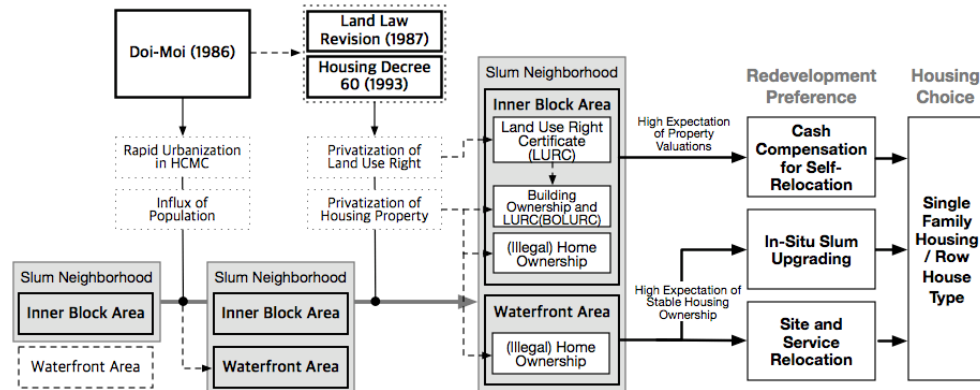 Doi-Moi (1986)
Land Law
Revision (1987)
Housing Decree
60 (1993)
Rapid Urbanization
in HCMC
Influx of
Population
Privatization of
Land Use Right
Privatization of
Housing Property
Slum Neighborhood
Inner Block Area
Waterfront Area
Slum Neighborhood
Inner Block Area
Waterfront Area
Slum Neighborhood
Inner Block Area
Land Use Right
Certificate
(LURC)
Building
Ownership and
LURC(BOLURC)
(Illegal) Home
Ownership
Waterfront Area
(Illegal) Home
Ownership
High Expectation
of Property
Valuations
High Expectation of
Stable Housing
Ownership
Redevelopment
Preference
Cash
Compensation
for Self-
Relocation
In-Situ Slum
Upgrading
Site and
Service
Relocation
Housing
Choice
Single
Family
Housing
/ Row
House
Type